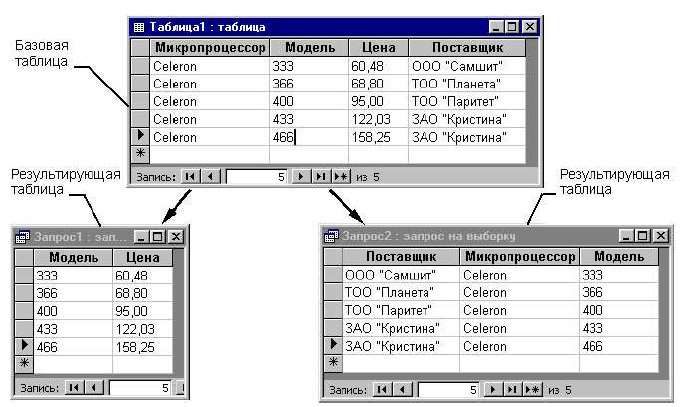 Таблица1 : таблица
Базовая
таблица
Микропроцессор Модель Цена Поставщик
Celeron 333 60,48 ООО "Самшит"
Celeron 366 68,80 ТОО "Планета"
Celeron 400 95,00 ТОО "Паритет"
Celeron 433 122,03 ЗАО "Кристина"
Celeron 466 158,25 ЗАО "Кристина"
Запись: 5 из 5
Результирующая
таблица
Результирующая
таблица
Запрос1 : зап...
Модель Цена
333 60,48
366 68,80
400 95,00
433 122,03
466 158,25
Запись: 5
Запрос2 : запрос на выборку
Поставщик Микропроцессор Модель
ООО "Самшит" Celeron 333
ТОО "Планета" Celeron 366
ТОО "Паритет" Celeron 400
ЗАО "Кристина" Celeron 433
ЗАО "Кристина" Celeron 466
Запись: 5 из 5